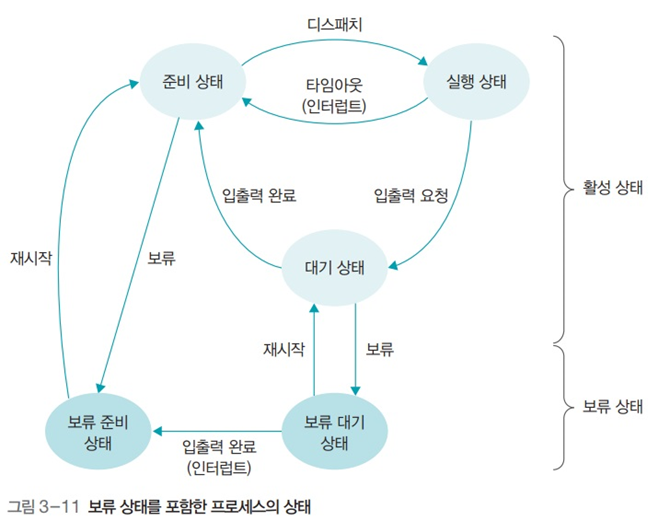 디스패치
준비 상태
실행 상태
타임아웃
(인터럽트)
입출력 완료
입출력 요청
활성 상태
재시작
보류
대기 상태
재시작
보류
보류 준비
상태
보류 대기
상태
보류 상태
입출력 완료
(인터럽트)
그림 3-11 보류 상태를 포함한 프로세스의 상태